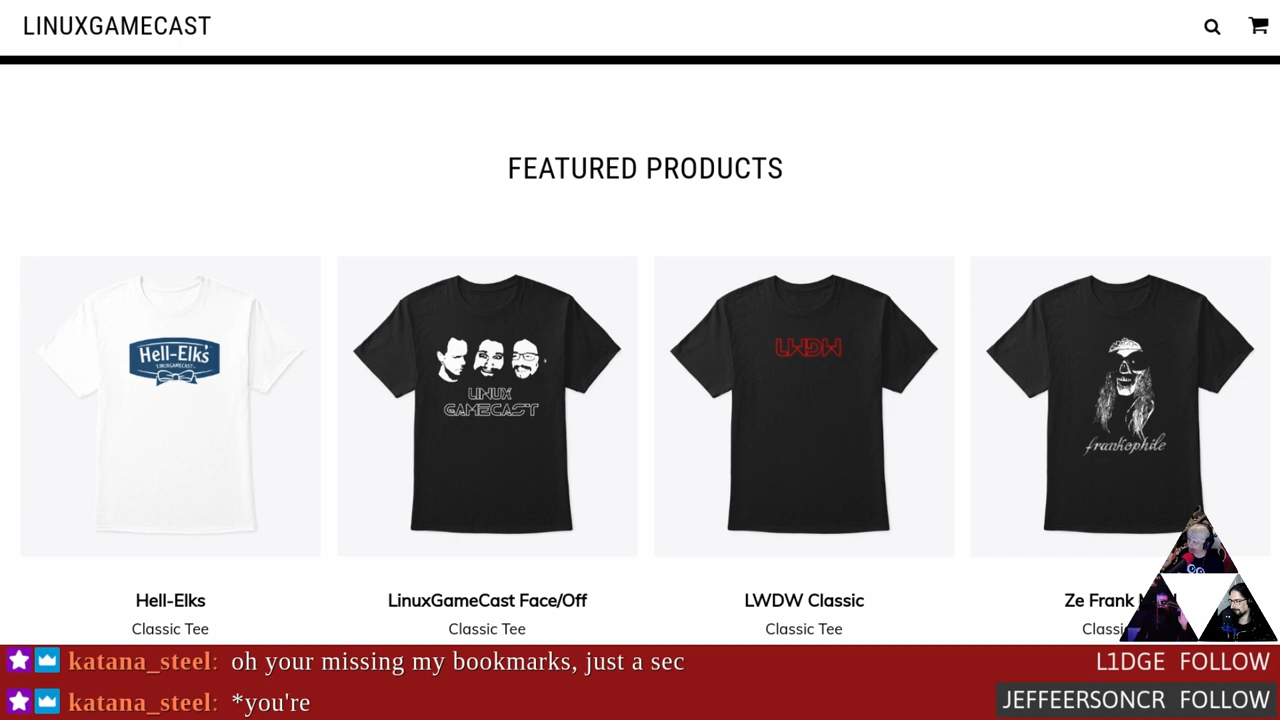 LINUXGAMECAST
FEATURED PRODUCTS
Hell-Elks
LINUXGAMECAST
LINUX
GAMECAST
LWDW
frankophile
Hell-Elks
LinuxGameCast Face/Off
LWDW Classic
Ze Frank
Classic Tee
Classic Tee
Classic Tee
katana_steel: oh your missing my bookmarks, just a sec
L1DGE FOLLOW
katana_steel: *you're
JEFFEERSONCR FOLLOW